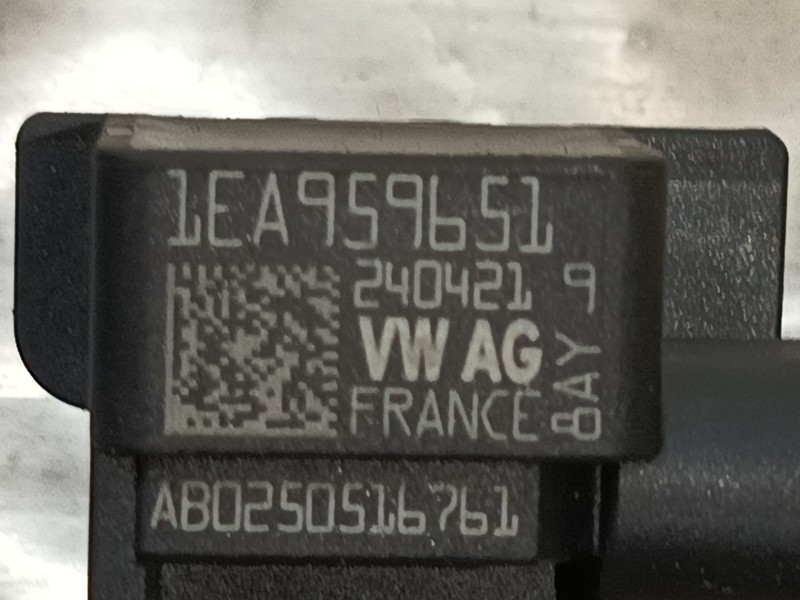 1EA959651
240421 9
VW AG
FRANCE
8AY
AB0250516761